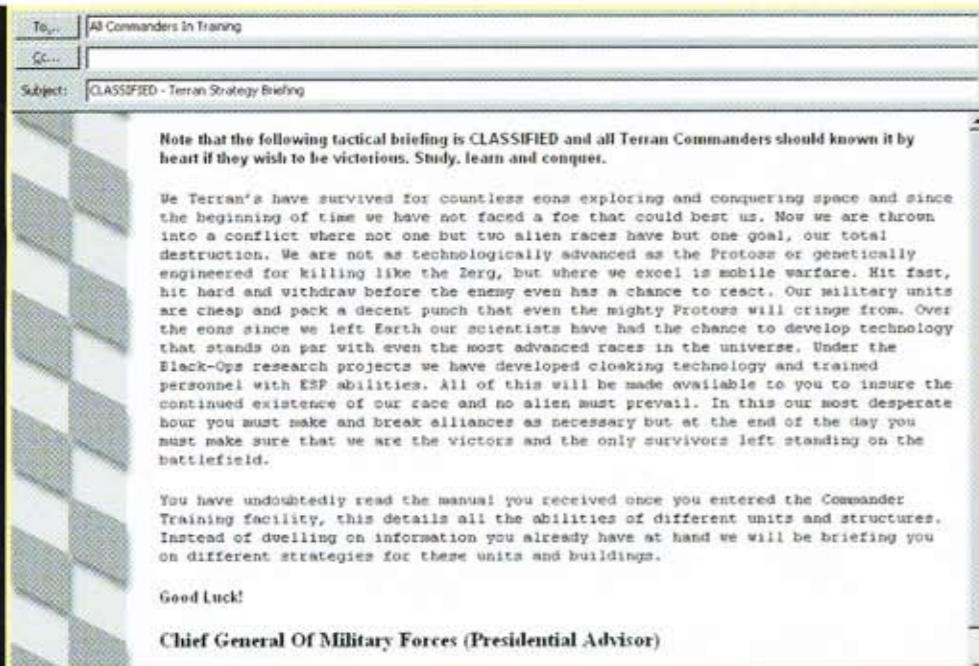 To...
All Commanders In Training
Cc...
Subject:
CLASSIFIED - Terran Strategy Briefing
Note that the following tactical briefing is CLASSIFIED and all Terran Commanders should known it by
heart if they wish to be victorious. Study, learn and conquer.
We Terran's have survived for countless eons exploring and conquering space and since
the beginning of time we have not faced a foe that could best us. Now we are thrown
into a conflict where not one but two alien races have but one goal, our total
destruction. We are not as technologically advanced as the Protoss or genetically
engineered for killing like the Zerg, but where we excel is mobile warfare. Hit fast,
hit hard and withdraw before the enemy even has a chance to react. Our military units
are cheap and pack a decent punch that even the mighty Protoss will cringe from. Over
the eons since we left Earth our scientists have had the chance to develop technology
that stands on par with even the most advanced races in the universe. Under the
Black-Ops research projects we have developed cloaking technology and trained
personnel with ESP abilities. All of this will be made available to you to insure the
continued existence of our race and no alien must prevail. In this our most desperate
hour you must make and break alliances as necessary but at the end of the day you
must make sure that we are the victors and the only survivors left standing on the
battlefield.
You have undoubtedly read the manual you received once you entered the Commander
Training facility, this details all the abilities of different units and structures.
Instead of dwelling on information you already have at hand we will be briefing you
on different strategies for these units and buildings.
Good Luck!
Chief General Of Military Forces (Presidential Advisor)